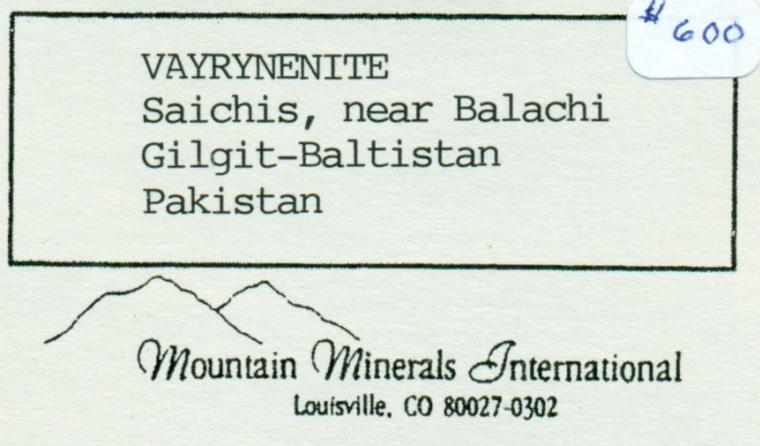 # 600
VAYRYNENITE
Saichis, near Balachi
Gilgit-Baltistan
Pakistan
Mountain Minerals International
Louisville, CO 80027-0302